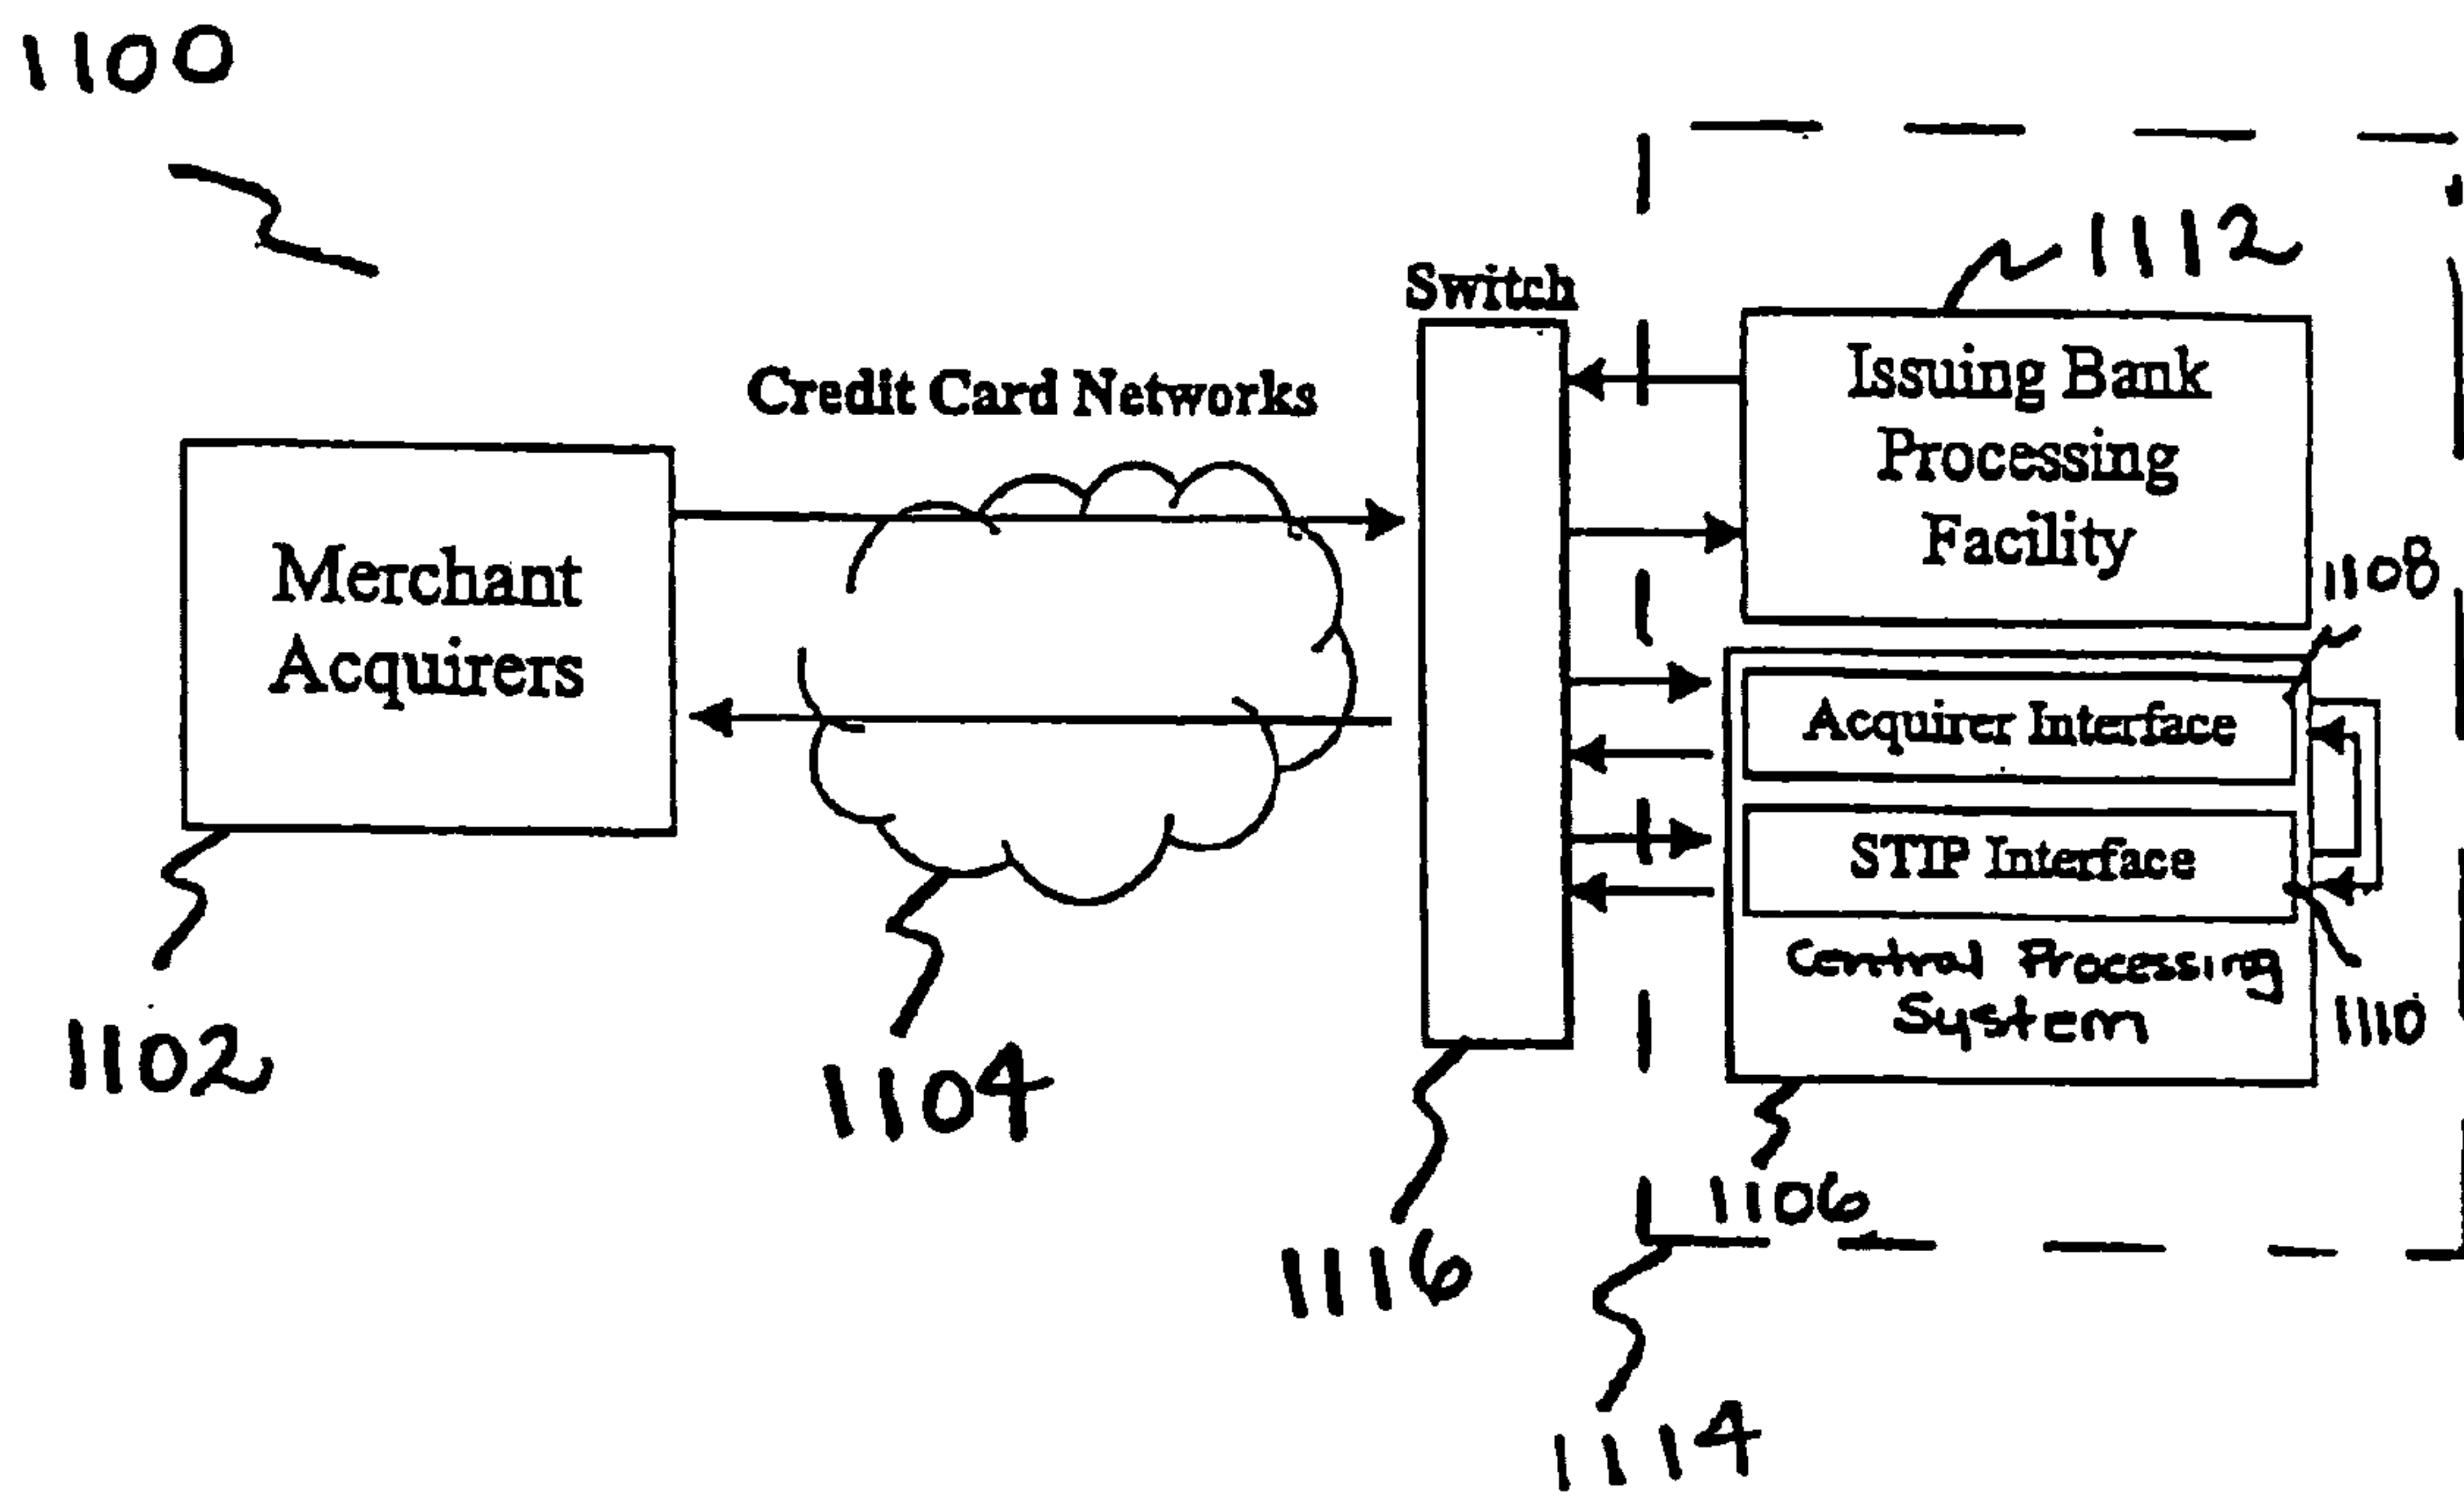 1100
1112
Switch
Credit Card Networks
Issuing Bank
Processing
Facility
Merchant
Acquirers
1108
Acquirer Interface
STIP Interface
Central Processing
System
1110
1102
1104
1106
1116
1114